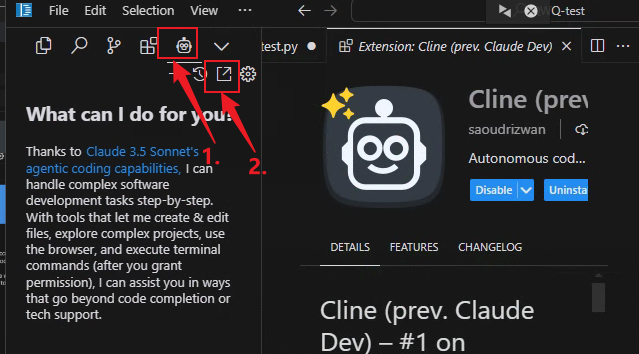 File Edit Selection View ···
Q-test
test.py
Extension: Cline (prev. Claude Dev)
What can I do for you?
1.
2.
Thanks to Claude 3.5 Sonnet's
agentic coding capabilities, I can
handle complex software
development tasks step-by-step.
With tools that let me create & edit
files, explore complex projects, use
the browser, and execute terminal
commands (after you grant
permission), I can assist you in ways
that go beyond code completion or
tech support.
Cline (prev
saoudrizwan
Autonomous cod...
Disable
Uninsta
DETAILS FEATURES CHANGELOG
Cline (prev. Claude
Dev) – #1 on